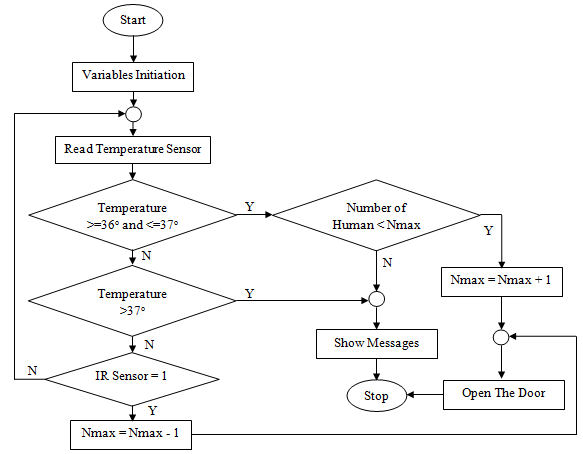 Start
Variables Initiation
Read Temperature Sensor
Temperature
>=36° and <=37°
Y
Number of
Human < Nmax
Y
N
N
Nmax = Nmax + 1
Temperature
>37°
Y
N
Show Messages
IR Sensor = 1
N
Y
Stop
Open The Door
Nmax = Nmax - 1